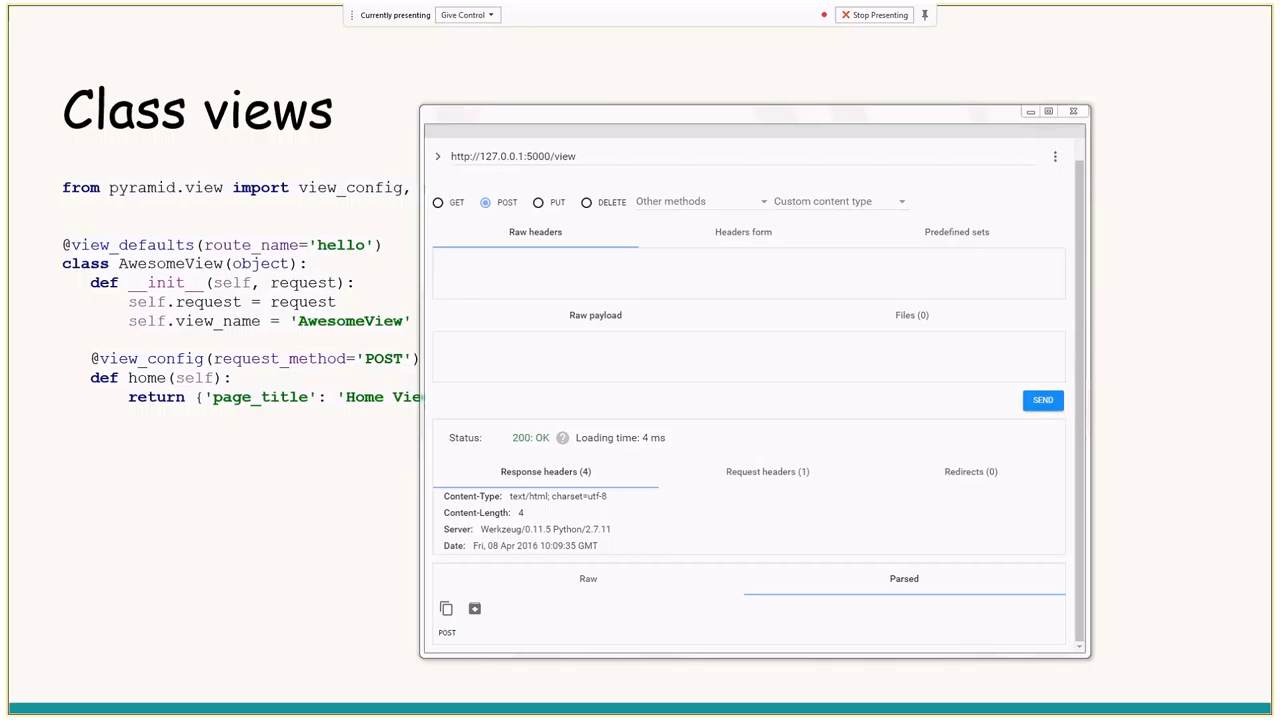 Currently presenting Give Control Stop Presenting
Class views
from pyramid.view import view_config,
@view_defaults(route_name='hello')
class AwesomeView(object):
def __init__(self, request):
self.request = request
self.view_name = 'AwesomeView'
@view_config(request_method='POST')
def home(self):
return {'page_title': 'Home Vie
http://127.0.0.1:5000/view
GET POST PUT DELETE Other methods Custom content type
Raw headers Headers form Predefined sets
Raw payload Files (0)
SEND
Status: 200: OK ? Loading time: 4 ms
Response headers (4) Request headers (1) Redirects (0)
Content-Type: text/html; charset=utf-8
Content-Length: 4
Server: Werkzeug/0.11.5 Python/2.7.11
Date: Fri, 08 Apr 2016 10:09:35 GMT
Raw Parsed
POST